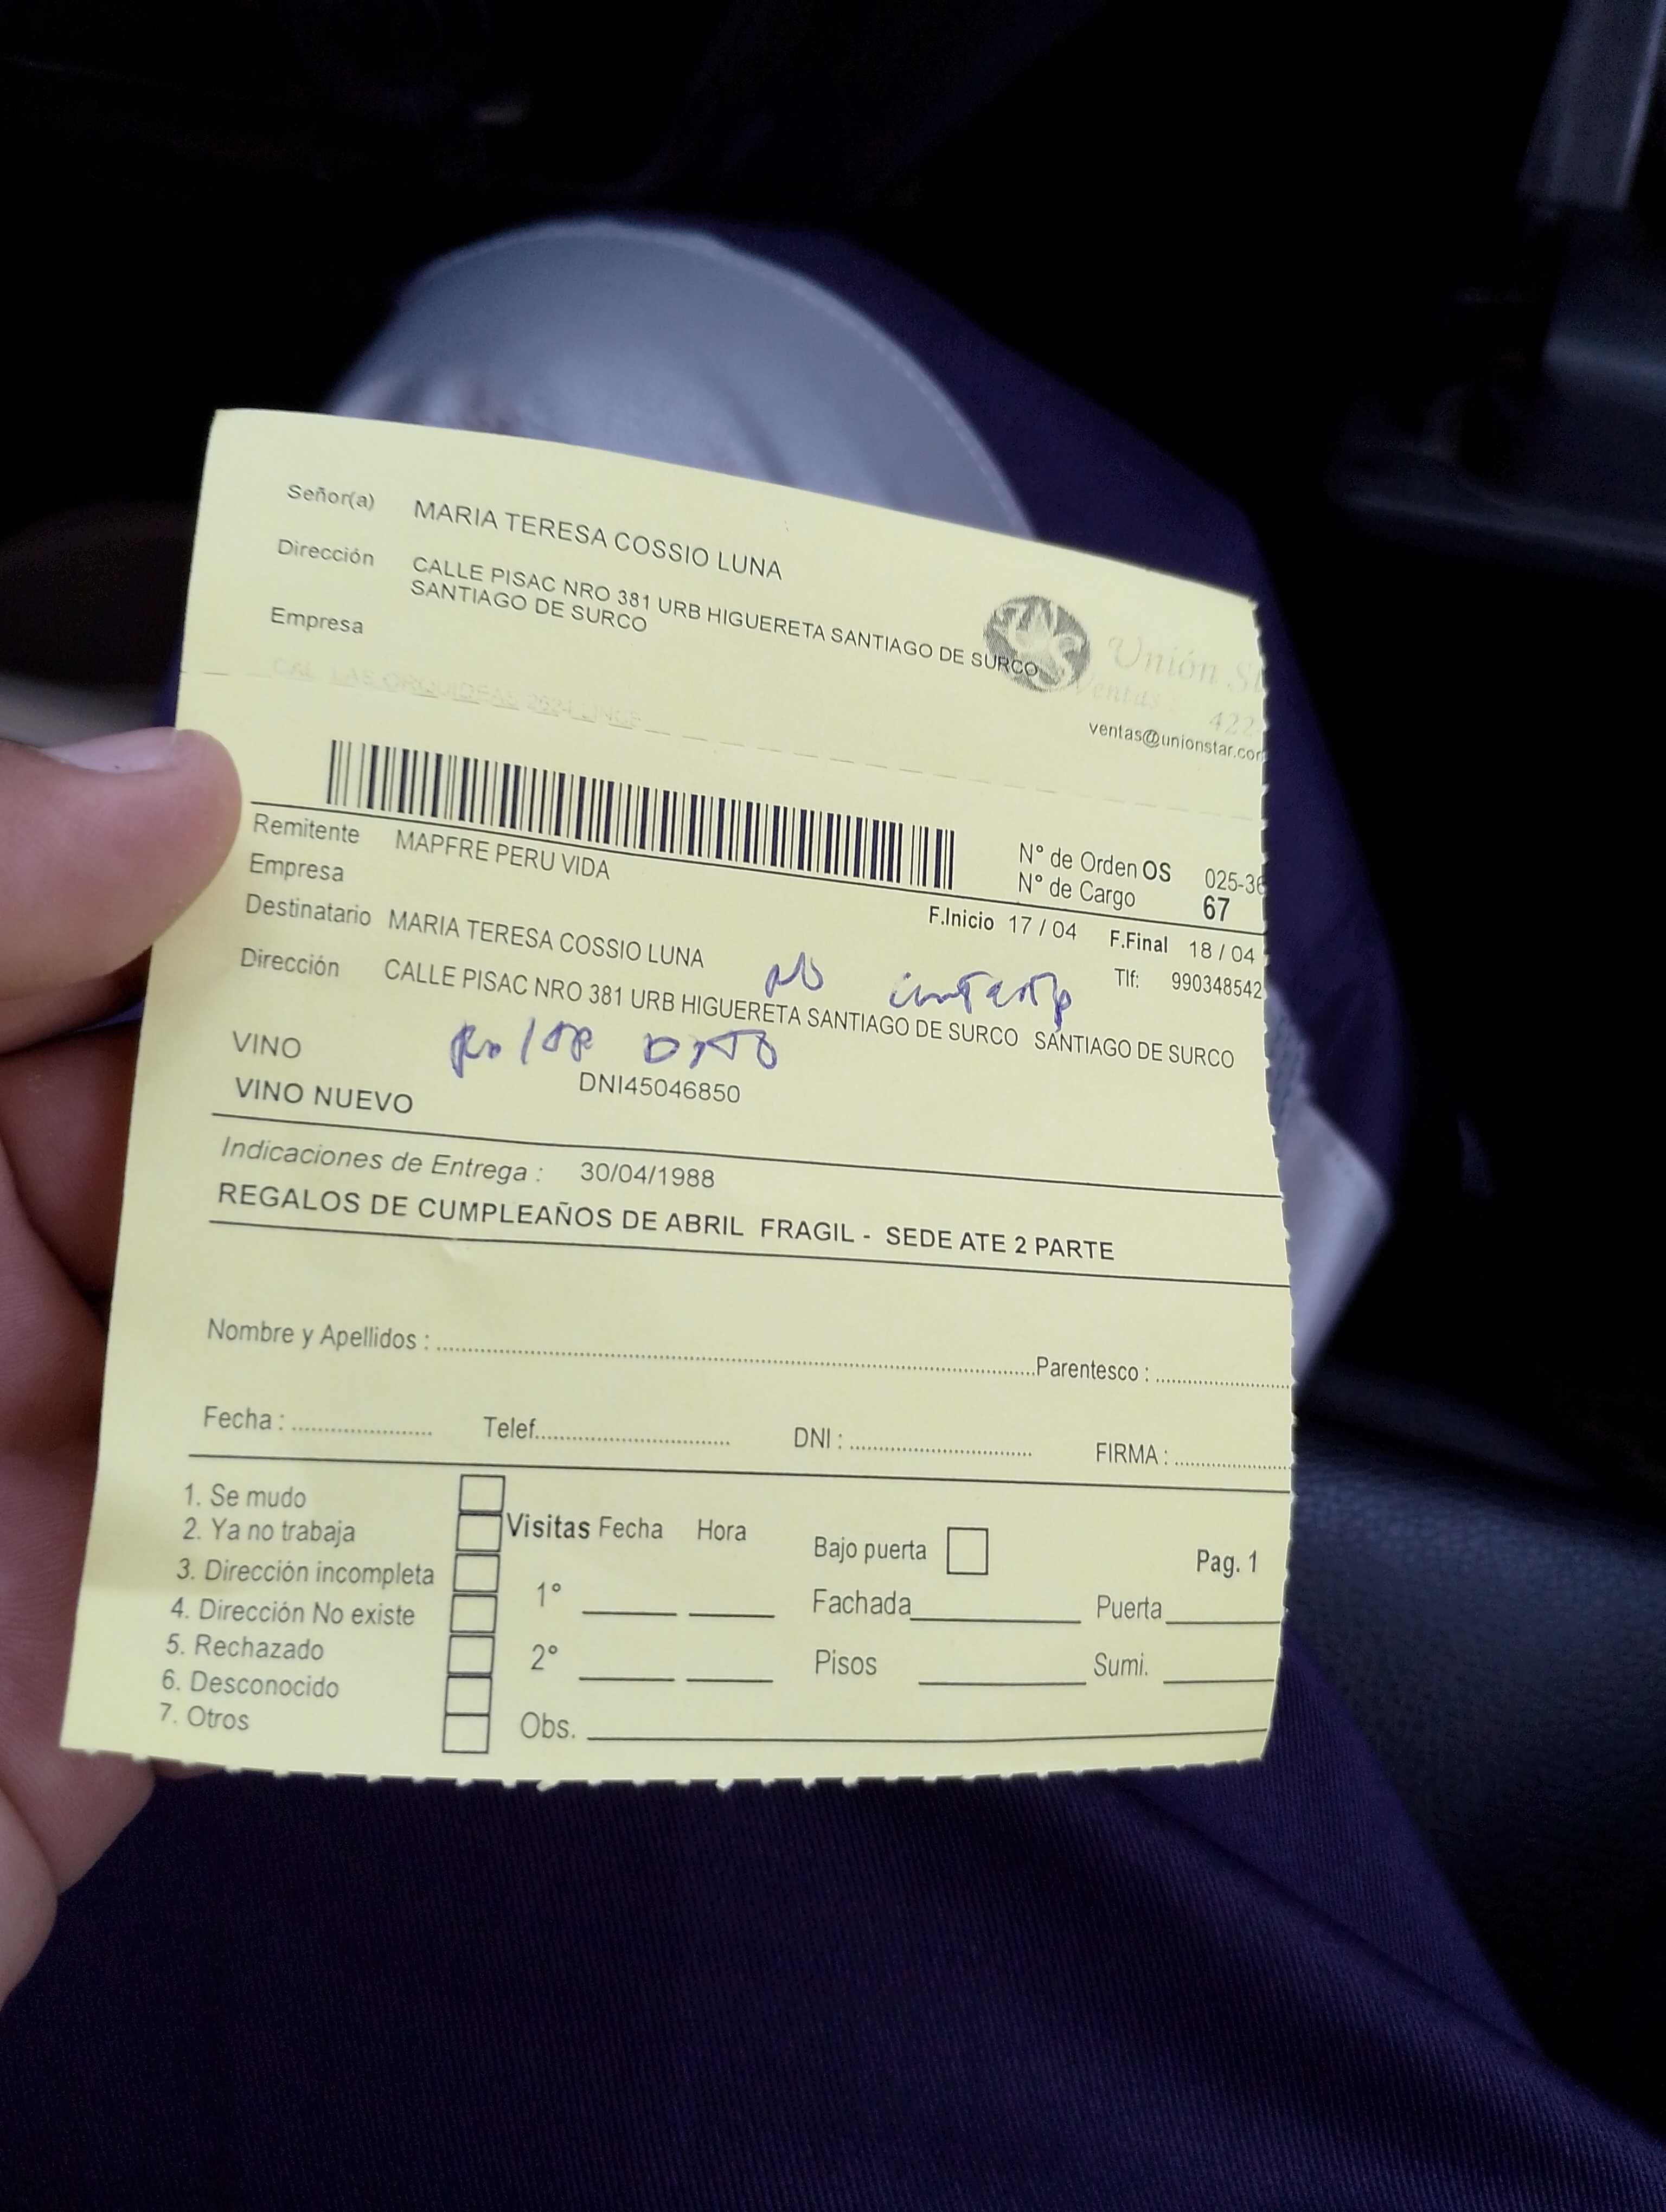 Señor(a) MARIA TERESA COSSIO LUNA
Dirección CALLE PISAC NRO 381 URB HIGUERETA SANTIAGO DE SURCO
SANTIAGO DE SURCO
Empresa
Unión
Ventas
422
ventas@unionstar.com
Remitente MAPFRE PERU VIDA
Empresa
N° de Orden OS 025-36
N° de Cargo 67
F.Inicio 17 / 04 F.Final 18 / 04
Destinatario MARIA TERESA COSSIO LUNA
Tlf: 990348542
Dirección CALLE PISAC NRO 381 URB HIGUERETA SANTIAGO DE SURCO SANTIAGO DE SURCO
No
VINO
DNI45046850
VINO NUEVO
Indicaciones de Entrega : 30/04/1988
REGALOS DE CUMPLEAÑOS DE ABRIL FRAGIL - SEDE ATE 2 PARTE
Nombre y Apellidos : Parentesco :
Fecha : Telef. DNI : FIRMA :
1. Se mudo
2. Ya no trabaja
3. Dirección incompleta
4. Dirección No existe
5. Rechazado
6. Desconocido
7. Otros
Visitas Fecha Hora
1°
2°
Obs.
Bajo puerta
Pag. 1
Fachada Puerta
Pisos Sumi.